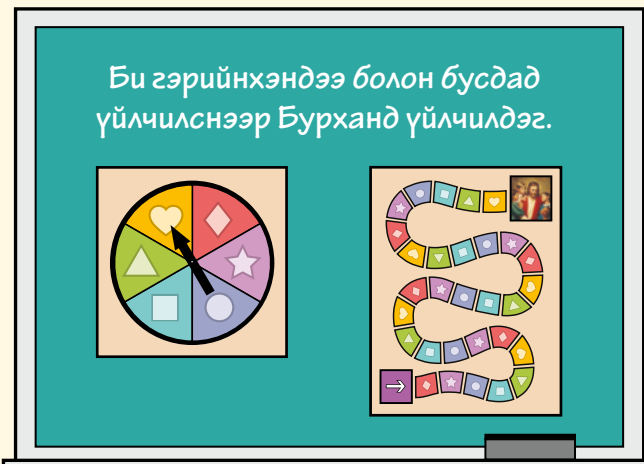 Би гэрийнхэндээ болон бусдад
үйлчилснээр Бурханд үйлчилдэг.